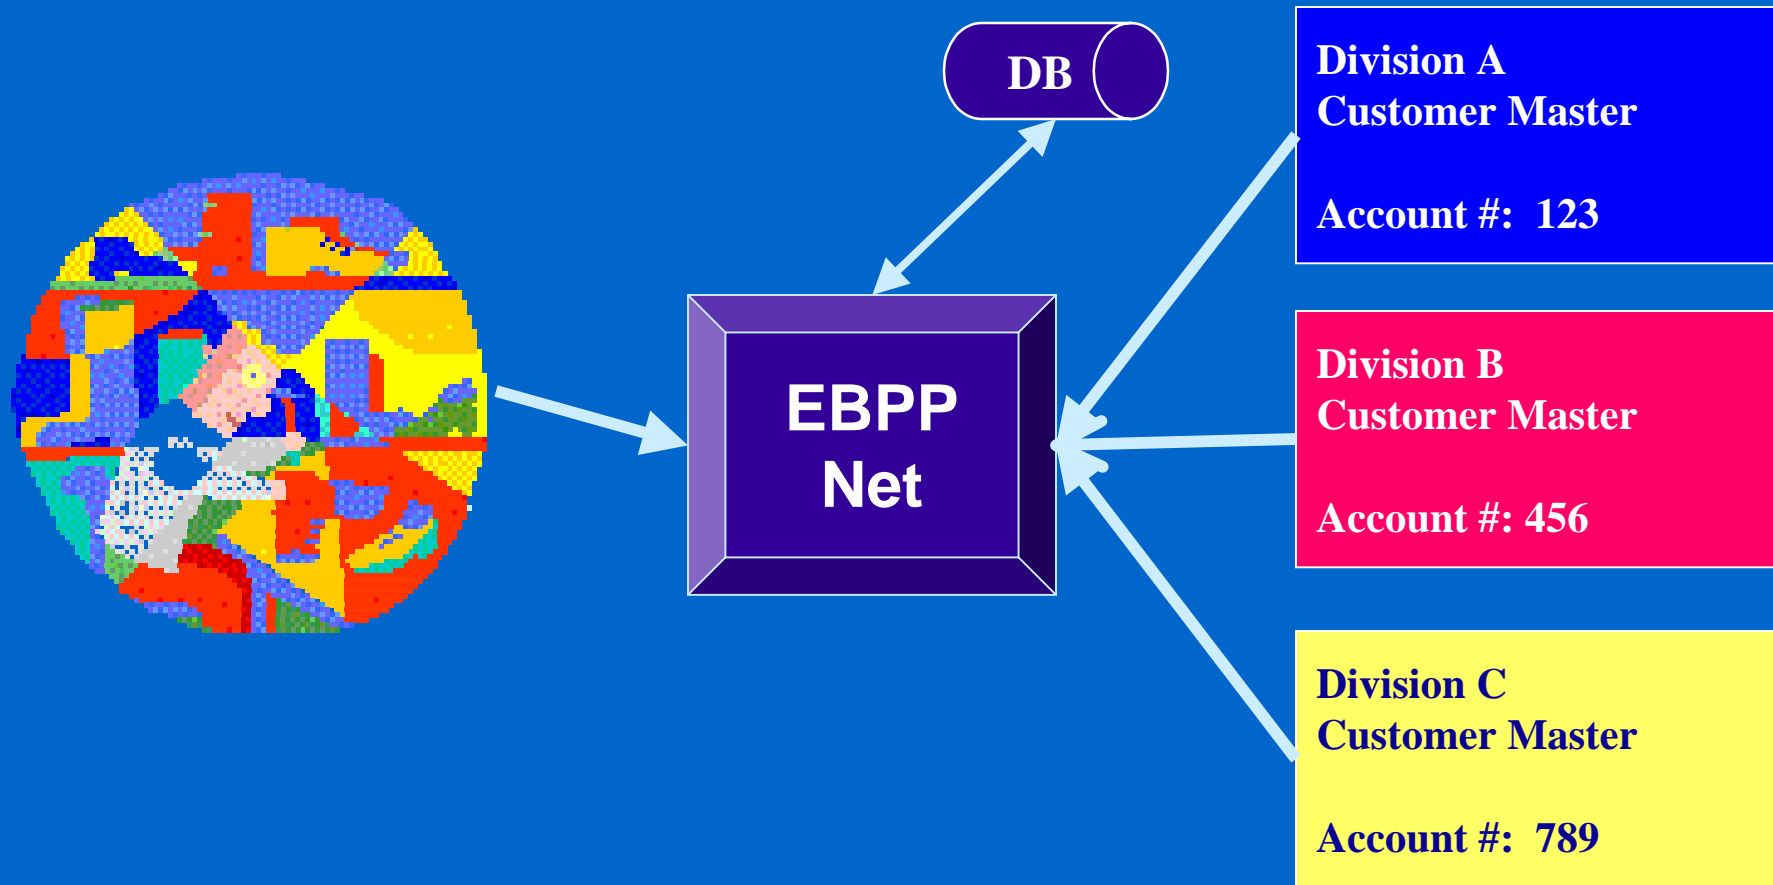 DB
EBPP
Net
Division A
Customer Master
Account #:  123
Division B
Customer Master
Account #: 456
Division C
Customer Master
Account #:  789